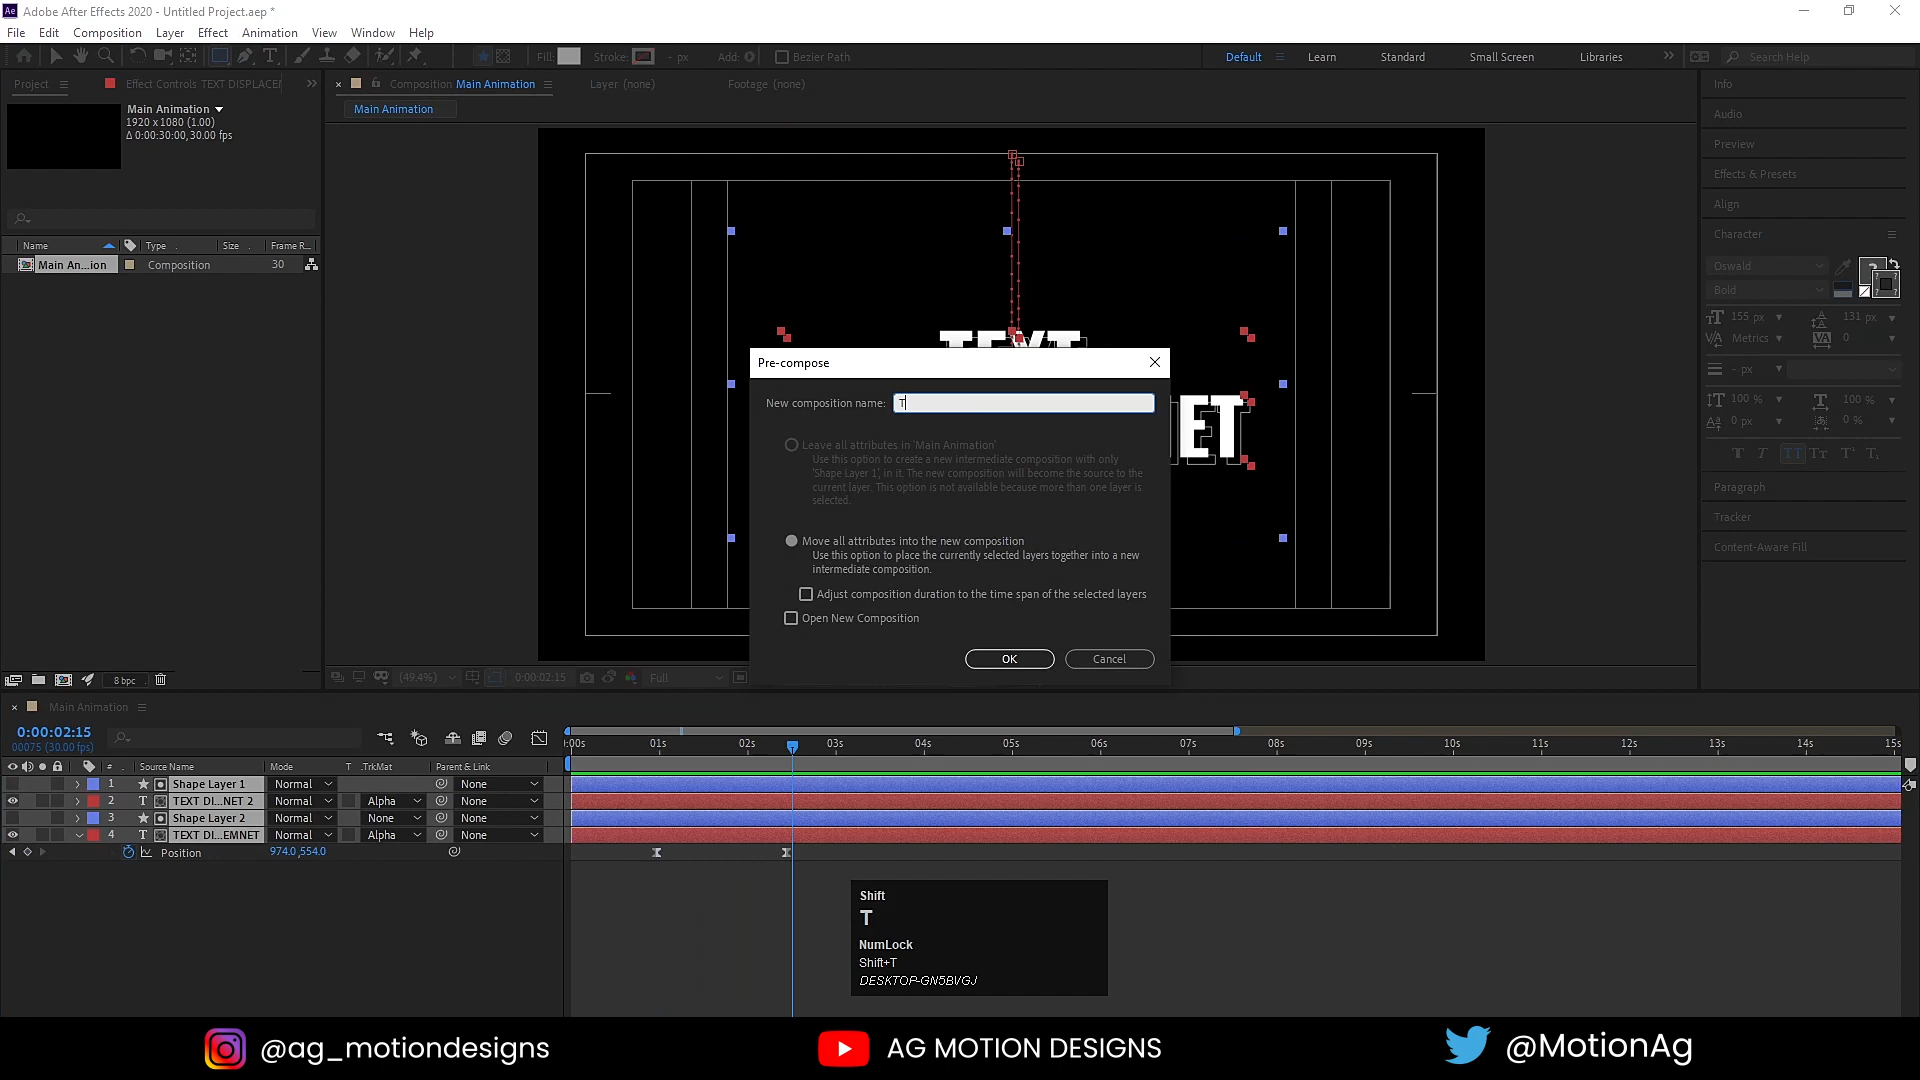 Adobe After Effects 2020 - Untitled Project.aep *
File Edit Composition Layer Effect Animation View Window Help
Fill: Stroke: - px Add: Bezier Path Default Learn Standard Small Screen Libraries Search Help
Project Effect Controls TEXT DISPLACE
Composition Main Animation Layer (none) Footage (none)
Main Animation
Main Animation
1920 x 1080 (1.00)
Δ 0:00:30:00, 30.00 fps
Name Type Size Frame R...
Main An...ion Composition 30
8 bpc
TEXT
ET
Pre-compose
New composition name: T
Leave all attributes in 'Main Animation'
Use this option to create a new intermediate composition with only
'Shape Layer 1', in it. The new composition will become the source to the
current layer. This option is not available because more than one layer is
selected.
Move all attributes into the new composition
Use this option to place the currently selected layers together into a new
intermediate composition.
Adjust composition duration to the time span of the selected layers
Open New Composition
OK Cancel
(49.4%) 0:00:02:15 Full
Info
Audio
Preview
Effects & Presets
Align
Character
Oswald
Bold
155 px 131 px
Metrics 0
- px
100 % 100 %
0 px 0 %
Paragraph
Tracker
Content-Aware Fill
Main Animation
0:00:02:15
00075 (30.00 fps)
:00s 01s 02s 03s 04s 05s 06s 07s 08s 09s 10s 11s 12s 13s 14s 15s
# Source Name Mode T .TrkMat Parent & Link
1 Shape Layer 1 Normal None
2 T TEXT DI...NET 2 Normal Alpha None
3 Shape Layer 2 Normal None None
4 T TEXT DI...EMNET Normal Alpha None
Position 974.0,554.0
Shift
T
NumLock
Shift+T
DESKTOP-GN5BVGJ
@ag_motiondesigns AG MOTION DESIGNS @MotionAg